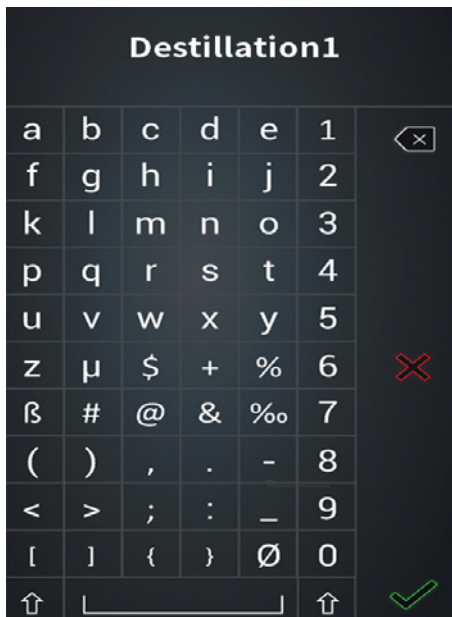 Destillation1
a b c d e 1
f g h i j 2
k l m n o 3
p q r s t 4
u v w x y 5
z µ $ + % 6
ß # @ & ‰ 7
( ) , . - 8
< > ; : _ 9
[ ] { } Ø 0